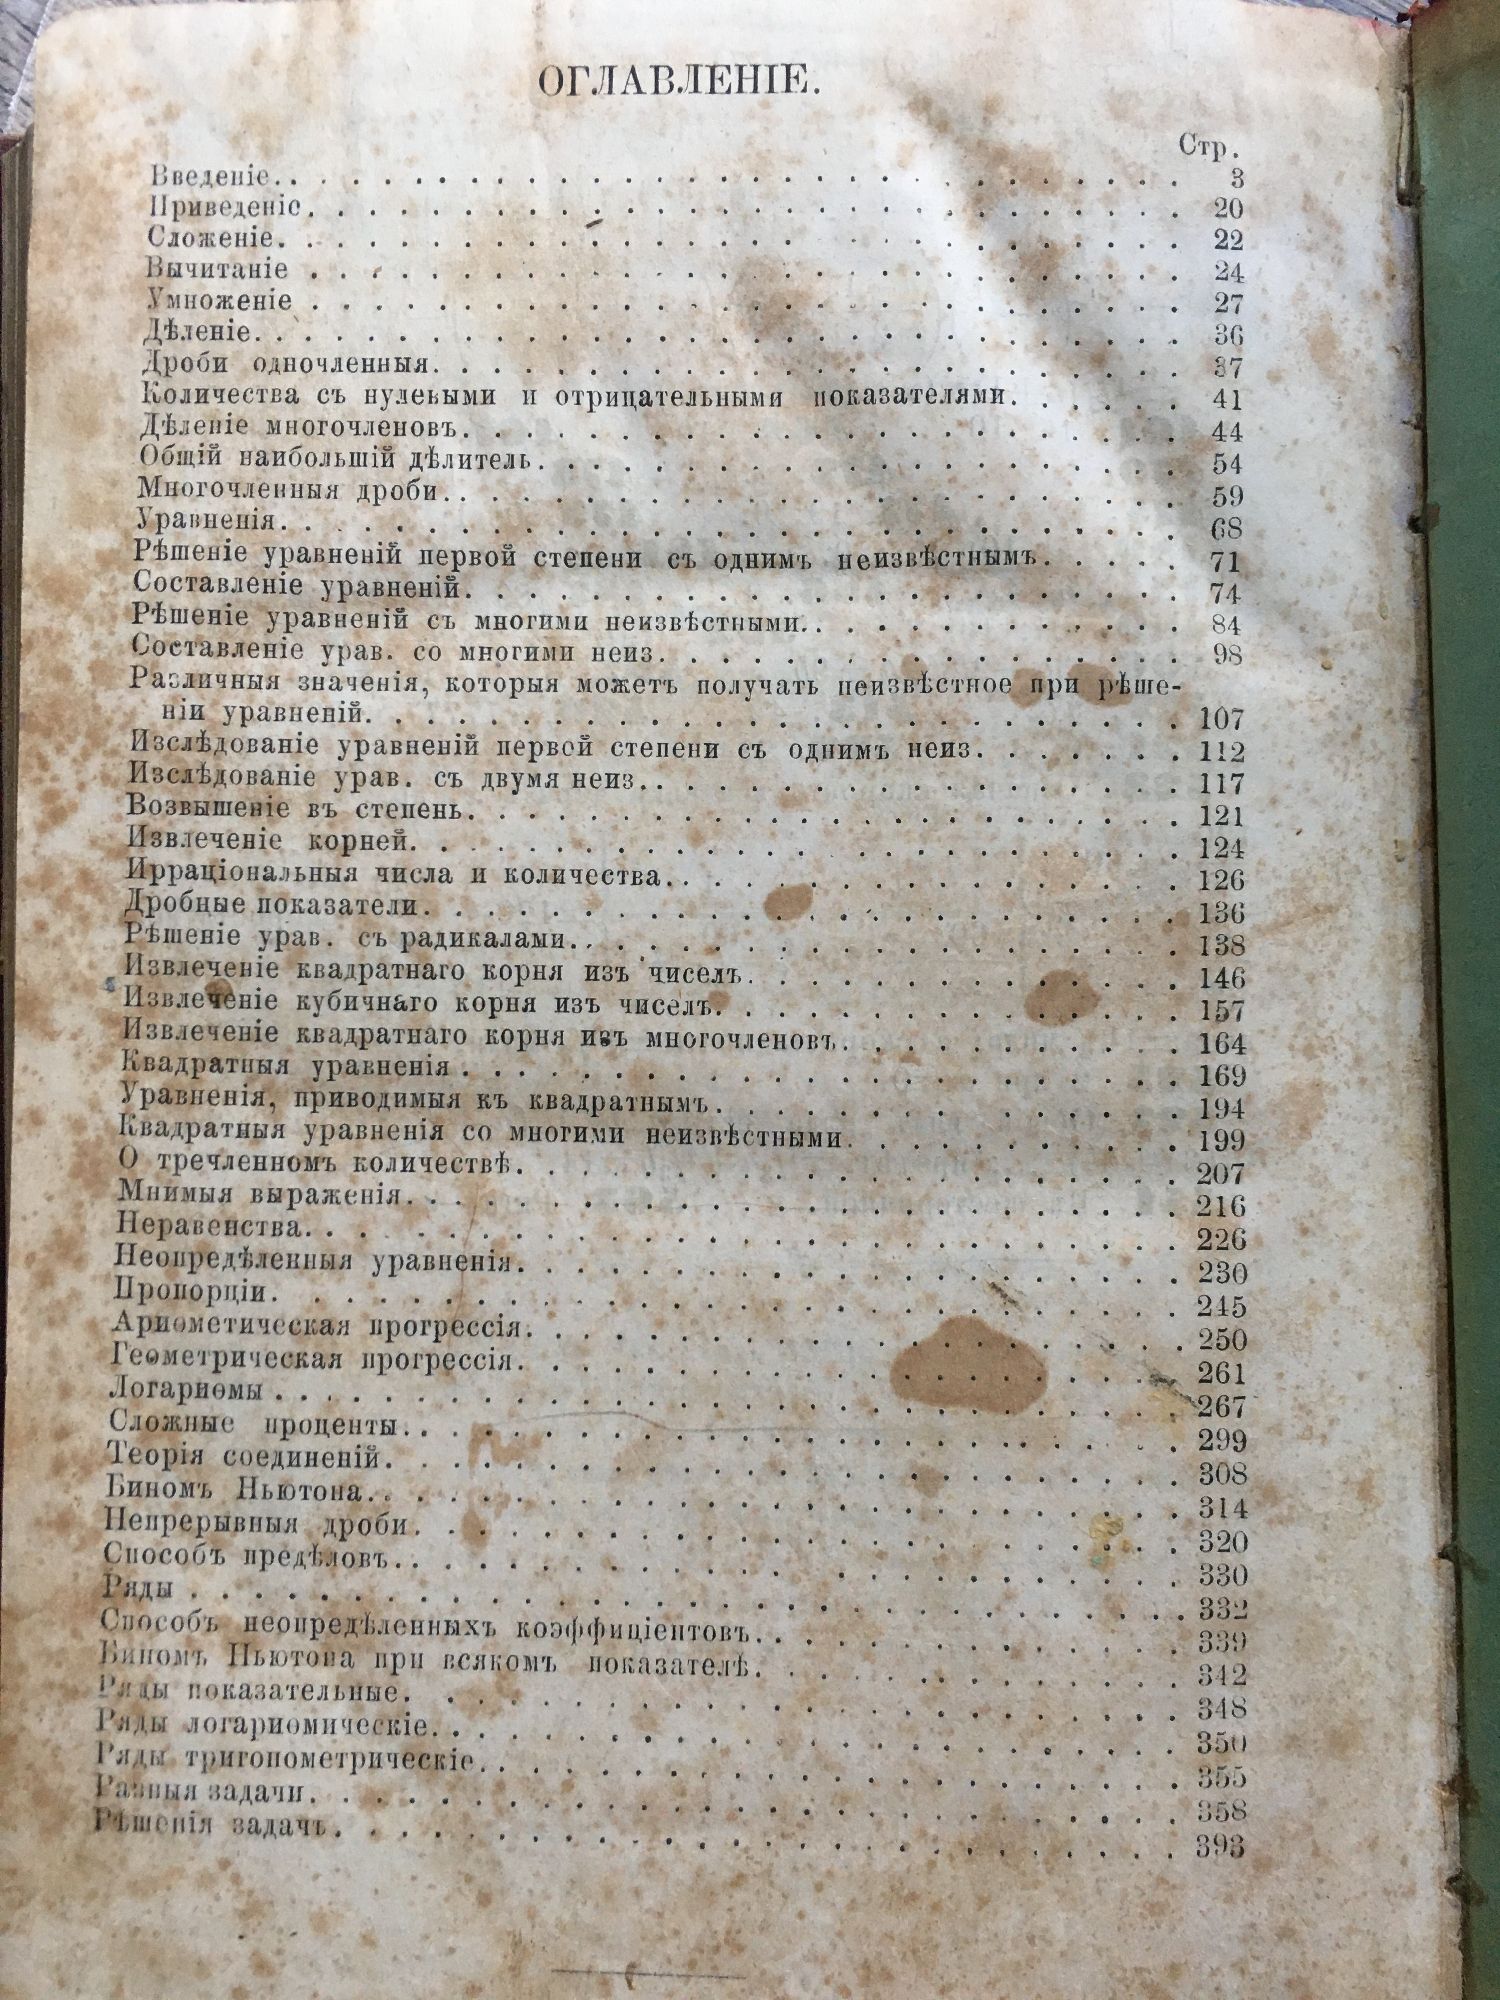 ОГЛАВЛЕНІЕ.
Стр.
Введеніе. 3
Приведеніе. 20
Сложеніе. 22
Вычитаніе 24
Умноженіе 27
Дѣленіе. 36
Дроби одночленныя. 37
Количества съ нулевыми и отрицательными показателями. 41
Дѣленіе многочленовъ. 44
Общій наибольшій дѣлитель. 54
Многочленныя дроби. 59
Уравненія. 68
Рѣшеніе уравненій первой степени съ однимъ неизвѣстнымъ. 71
Составленіе уравненій. 74
Рѣшеніе уравненій съ многими неизвѣстными. 84
Составленіе урав. со многими неиз. 98
Различныя значенія, которыя можетъ получать неизвѣстное при рѣше-
ніи уравненій. 107
Изслѣдованіе уравненій первой степени съ однимъ неиз. 112
Изслѣдованіе урав. съ двумя неиз. 117
Возвышеніе въ степень. 121
Извлеченіе корней. 124
Ирраціональныя числа и количества. 126
Дробные показатели. 136
Рѣшеніе урав. съ радикалами. 138
Извлеченіе квадратнаго корня изъ чиселъ. 146
Извлеченіе кубичнаго корня изъ чиселъ. 157
Извлеченіе квадратнаго корня изъ многочленовъ. 164
Квадратныя уравненія 169
Уравненія, приводимыя къ квадратнымъ. 194
Квадратныя уравненія со многими неизвѣстными. 199
О тречленномъ количествѣ. 207
Мнимыя выраженія. 216
Неравенства. 226
Неопредѣленныя уравненія. 230
Пропорціи. 245
Ариѳметическая прогрессія. 250
Геометрическая прогрессія. 261
Логариѳмы 267
Сложные проценты. 299
Теорія соединеній. 308
Биномъ Ньютона. 314
Непрерывныя дроби. 320
Способъ предѣловъ. 330
Ряды 332
Способъ неопредѣленныхъ коэффиціентовъ. 339
Биномъ Ньютона при всякомъ показателѣ. 342
Ряды показательные. 348
Ряды логариѳмическіе. 350
Ряды тригонометрическіе. 355
Разныя задачи. 358
Рѣшенія задачъ. 393